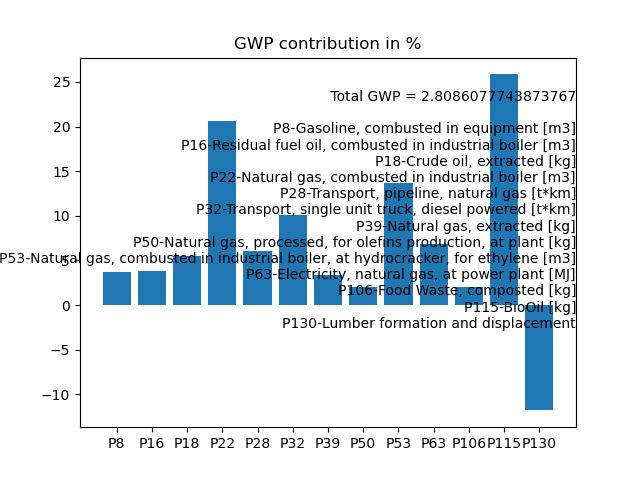 GWP contribution in %
25
Total GWP = 2.8086077743873767
20
P8-Gasoline, combusted in equipment [m3]
P16-Residual fuel oil, combusted in industrial boiler [m3]
P18-Crude oil, extracted [kg]
15
P22-Natural gas, combusted in industrial boiler [m3]
P28-Transport, pipeline, natural gas [t*km]
10
P32-Transport, single unit truck, diesel powered [t*km]
P39-Natural gas, extracted [kg]
P50-Natural gas, processed, for olefins production, at plant [kg]
5
P53-Natural gas, combusted in industrial boiler, at hydrocracker, for ethylene [m3]
P63-Electricity, natural gas, at power plant [MJ]
P106-Food Waste, composted [kg]
0
P115-BioOil [kg]
P130-Lumber formation and displacement
−5
−10
P8 P16 P18 P22 P28 P32 P39 P50 P53 P63 P106 P115 P130